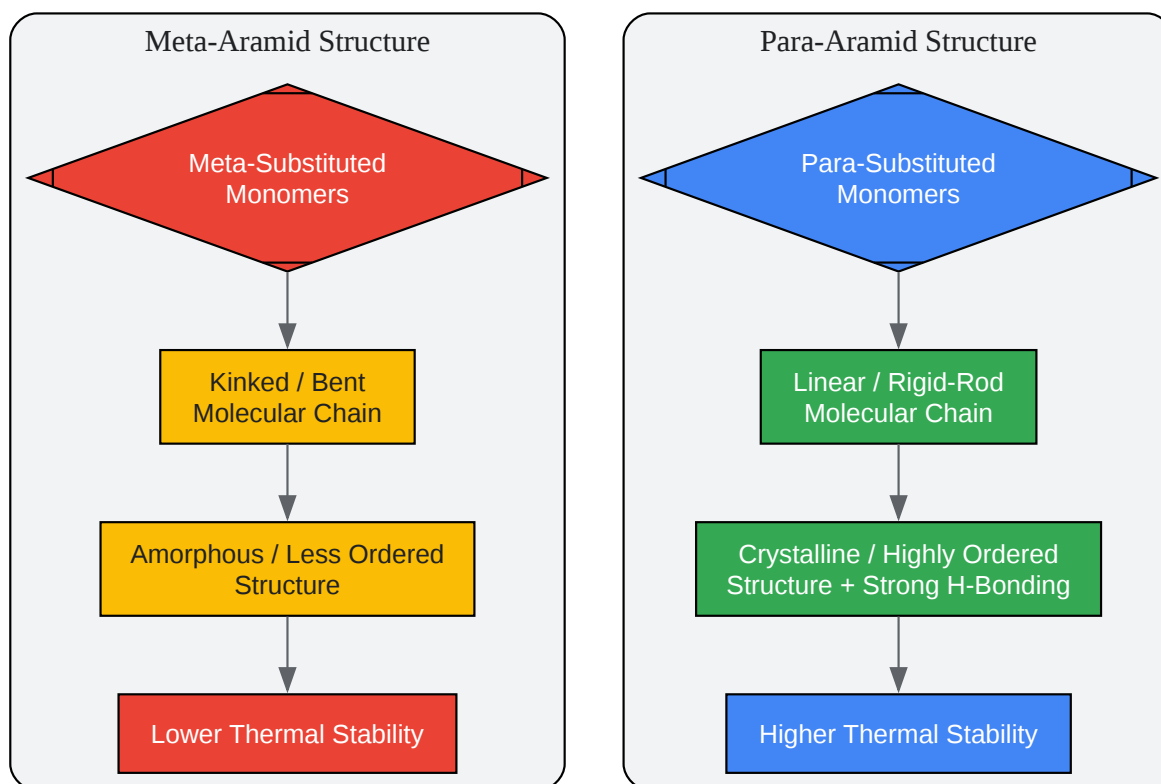 Meta-Aramid Structure
Meta-Substituted
Monomers
Kinked / Bent
Molecular Chain
Amorphous / Less Ordered
Structure
Lower Thermal Stability
Para-Aramid Structure
Para-Substituted
Monomers
Linear / Rigid-Rod
Molecular Chain
Crystalline / Highly Ordered
Structure + Strong H-Bonding
Higher Thermal Stability